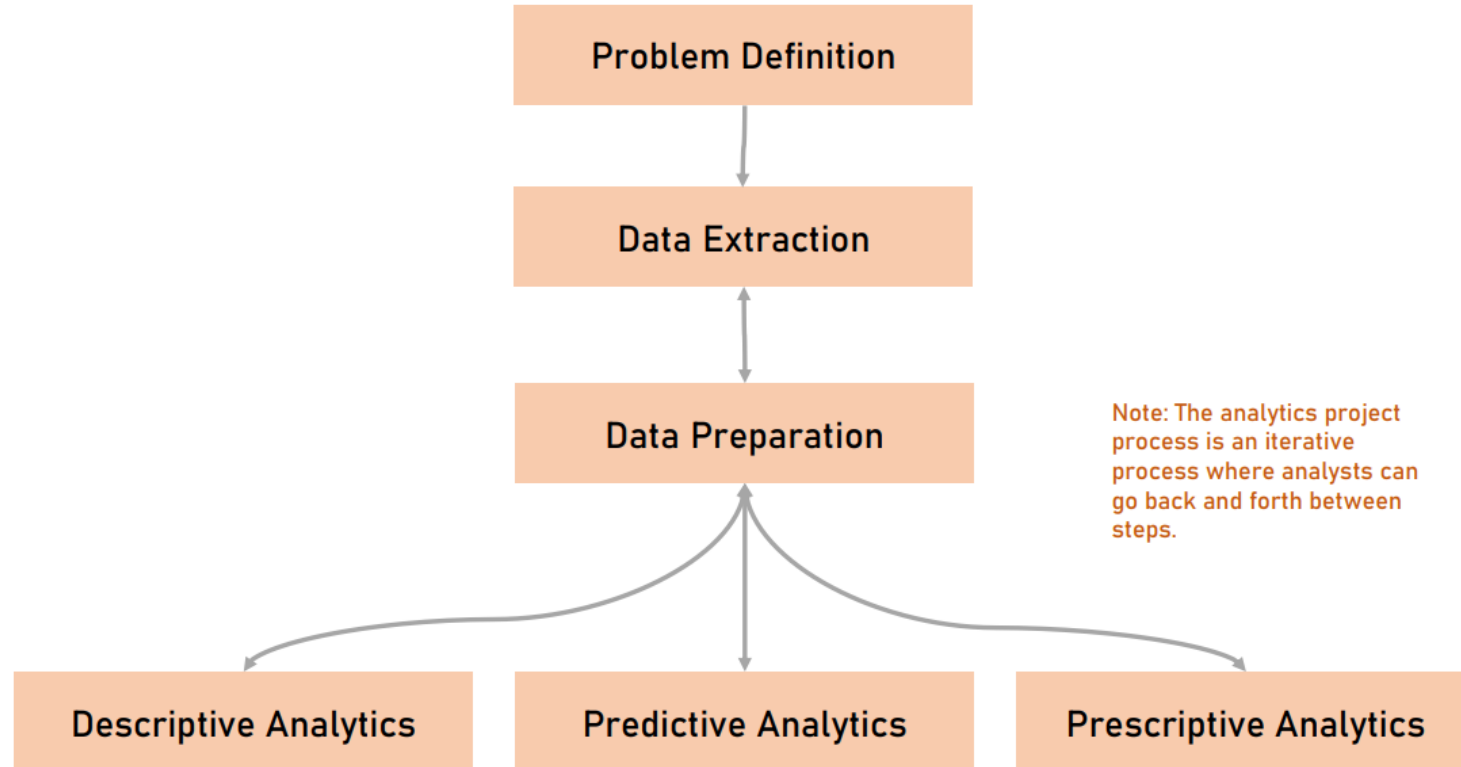 Problem Definition
Data Extraction
Data Preparation
Note: The analytics project
process is an iterative
process where analysts can
go back and forth between
steps.
Descriptive Analytics
Predictive Analytics
Prescriptive Analytics